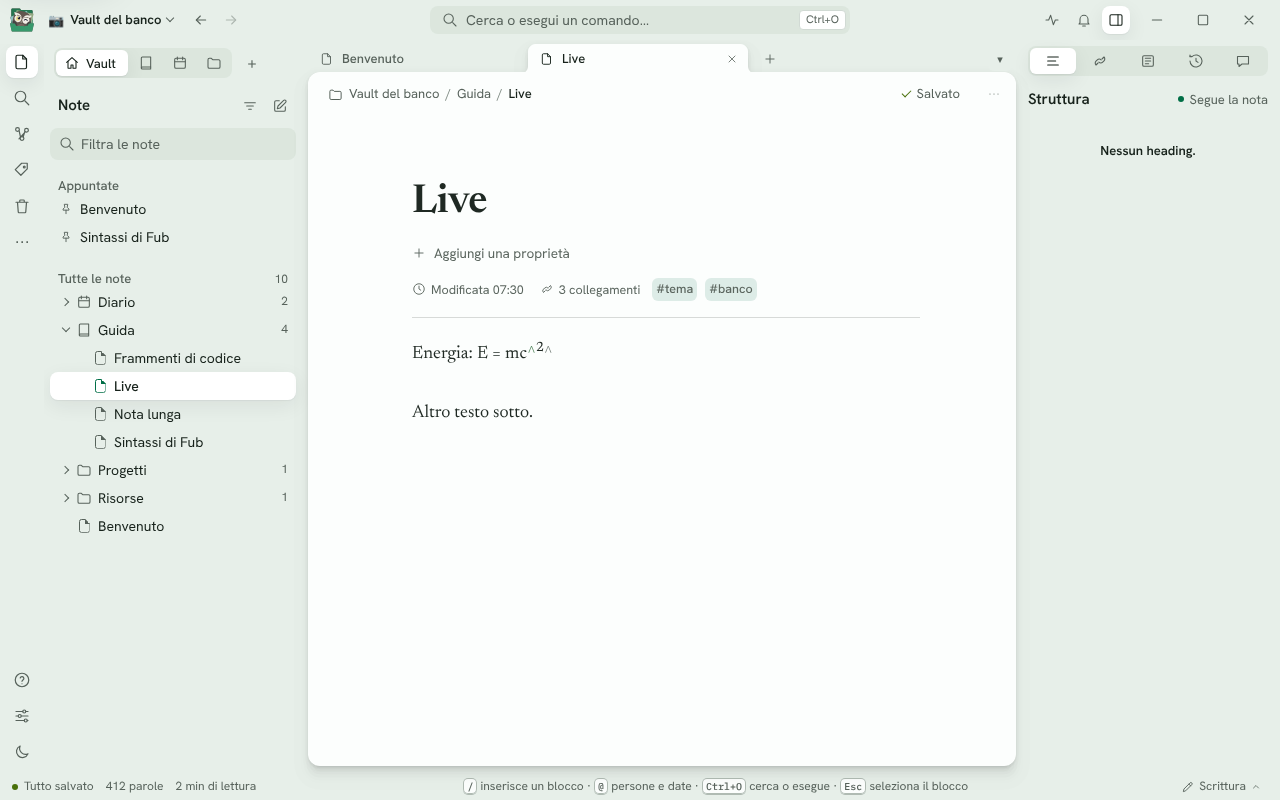 Vault del banco
Cerca o esegui un comando…
Ctrl+O
Vault
Benvenuto
Live
Note
Filtra le note
Appuntate
Benvenuto
Sintassi di Fub
Tutte le note 10
Diario 2
Guida 4
Frammenti di codice
Live
Nota lunga
Sintassi di Fub
Progetti 1
Risorse 1
Benvenuto
Vault del banco / Guida / Live
Salvato
Live
Aggiungi una proprietà
Modificata 07:30 3 collegamenti #tema #banco
Energia: E = mc^2^
Altro testo sotto.
Struttura
Segue la nota
Nessun heading.
Tutto salvato 412 parole 2 min di lettura
/ inserisce un blocco · @ persone e date · Ctrl+O cerca o esegue · Esc seleziona il blocco
Scrittura